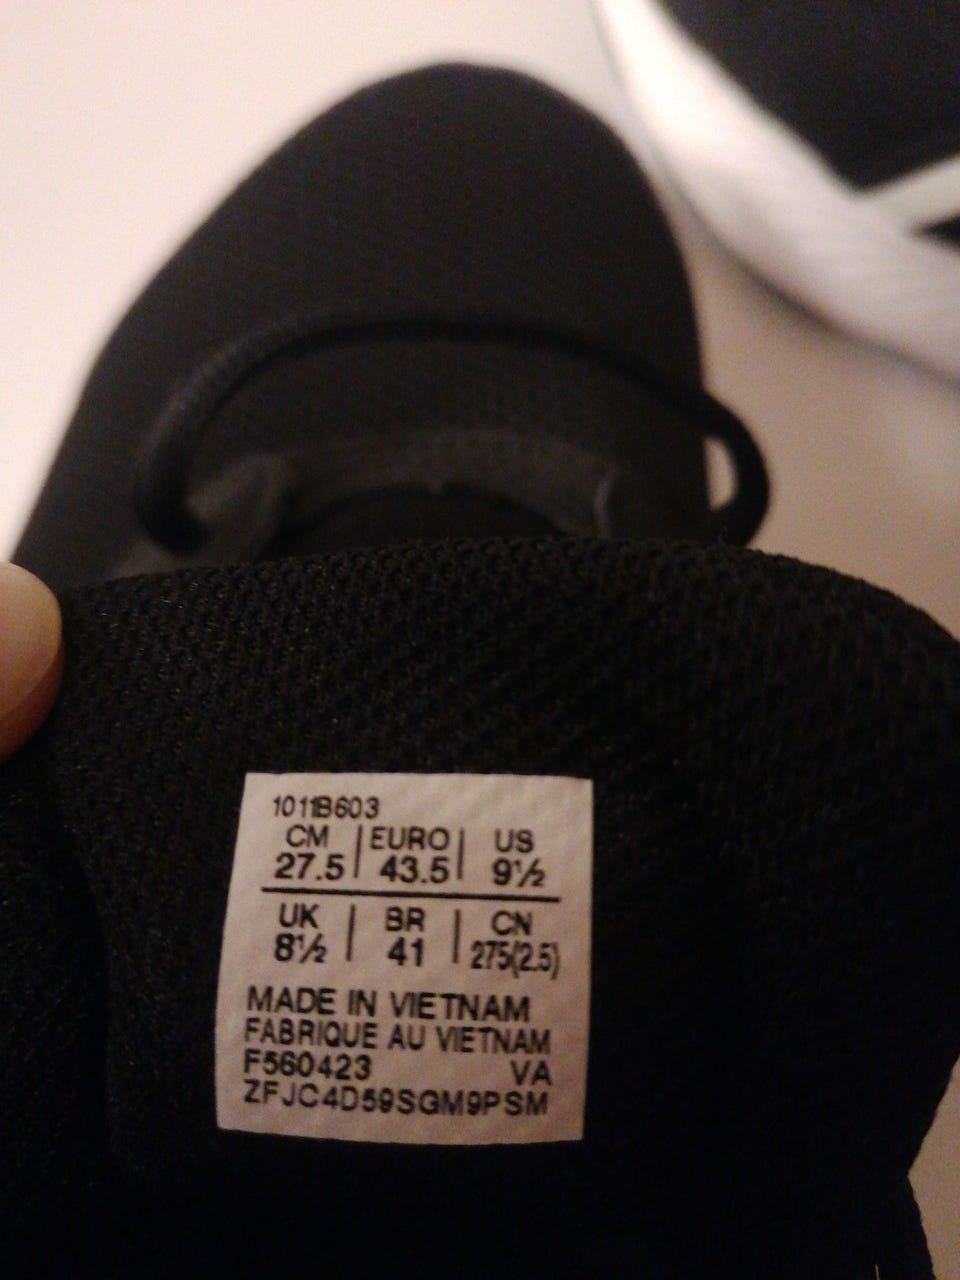 1011B603
CM | EURO | US
27.5 | 43.5 | 9½
UK | BR | CN
8½ | 41 | 275(2.5)
MADE IN VIETNAM
FABRIQUE AU VIETNAM
F560423 VA
ZFJC4D59SGM9PSM